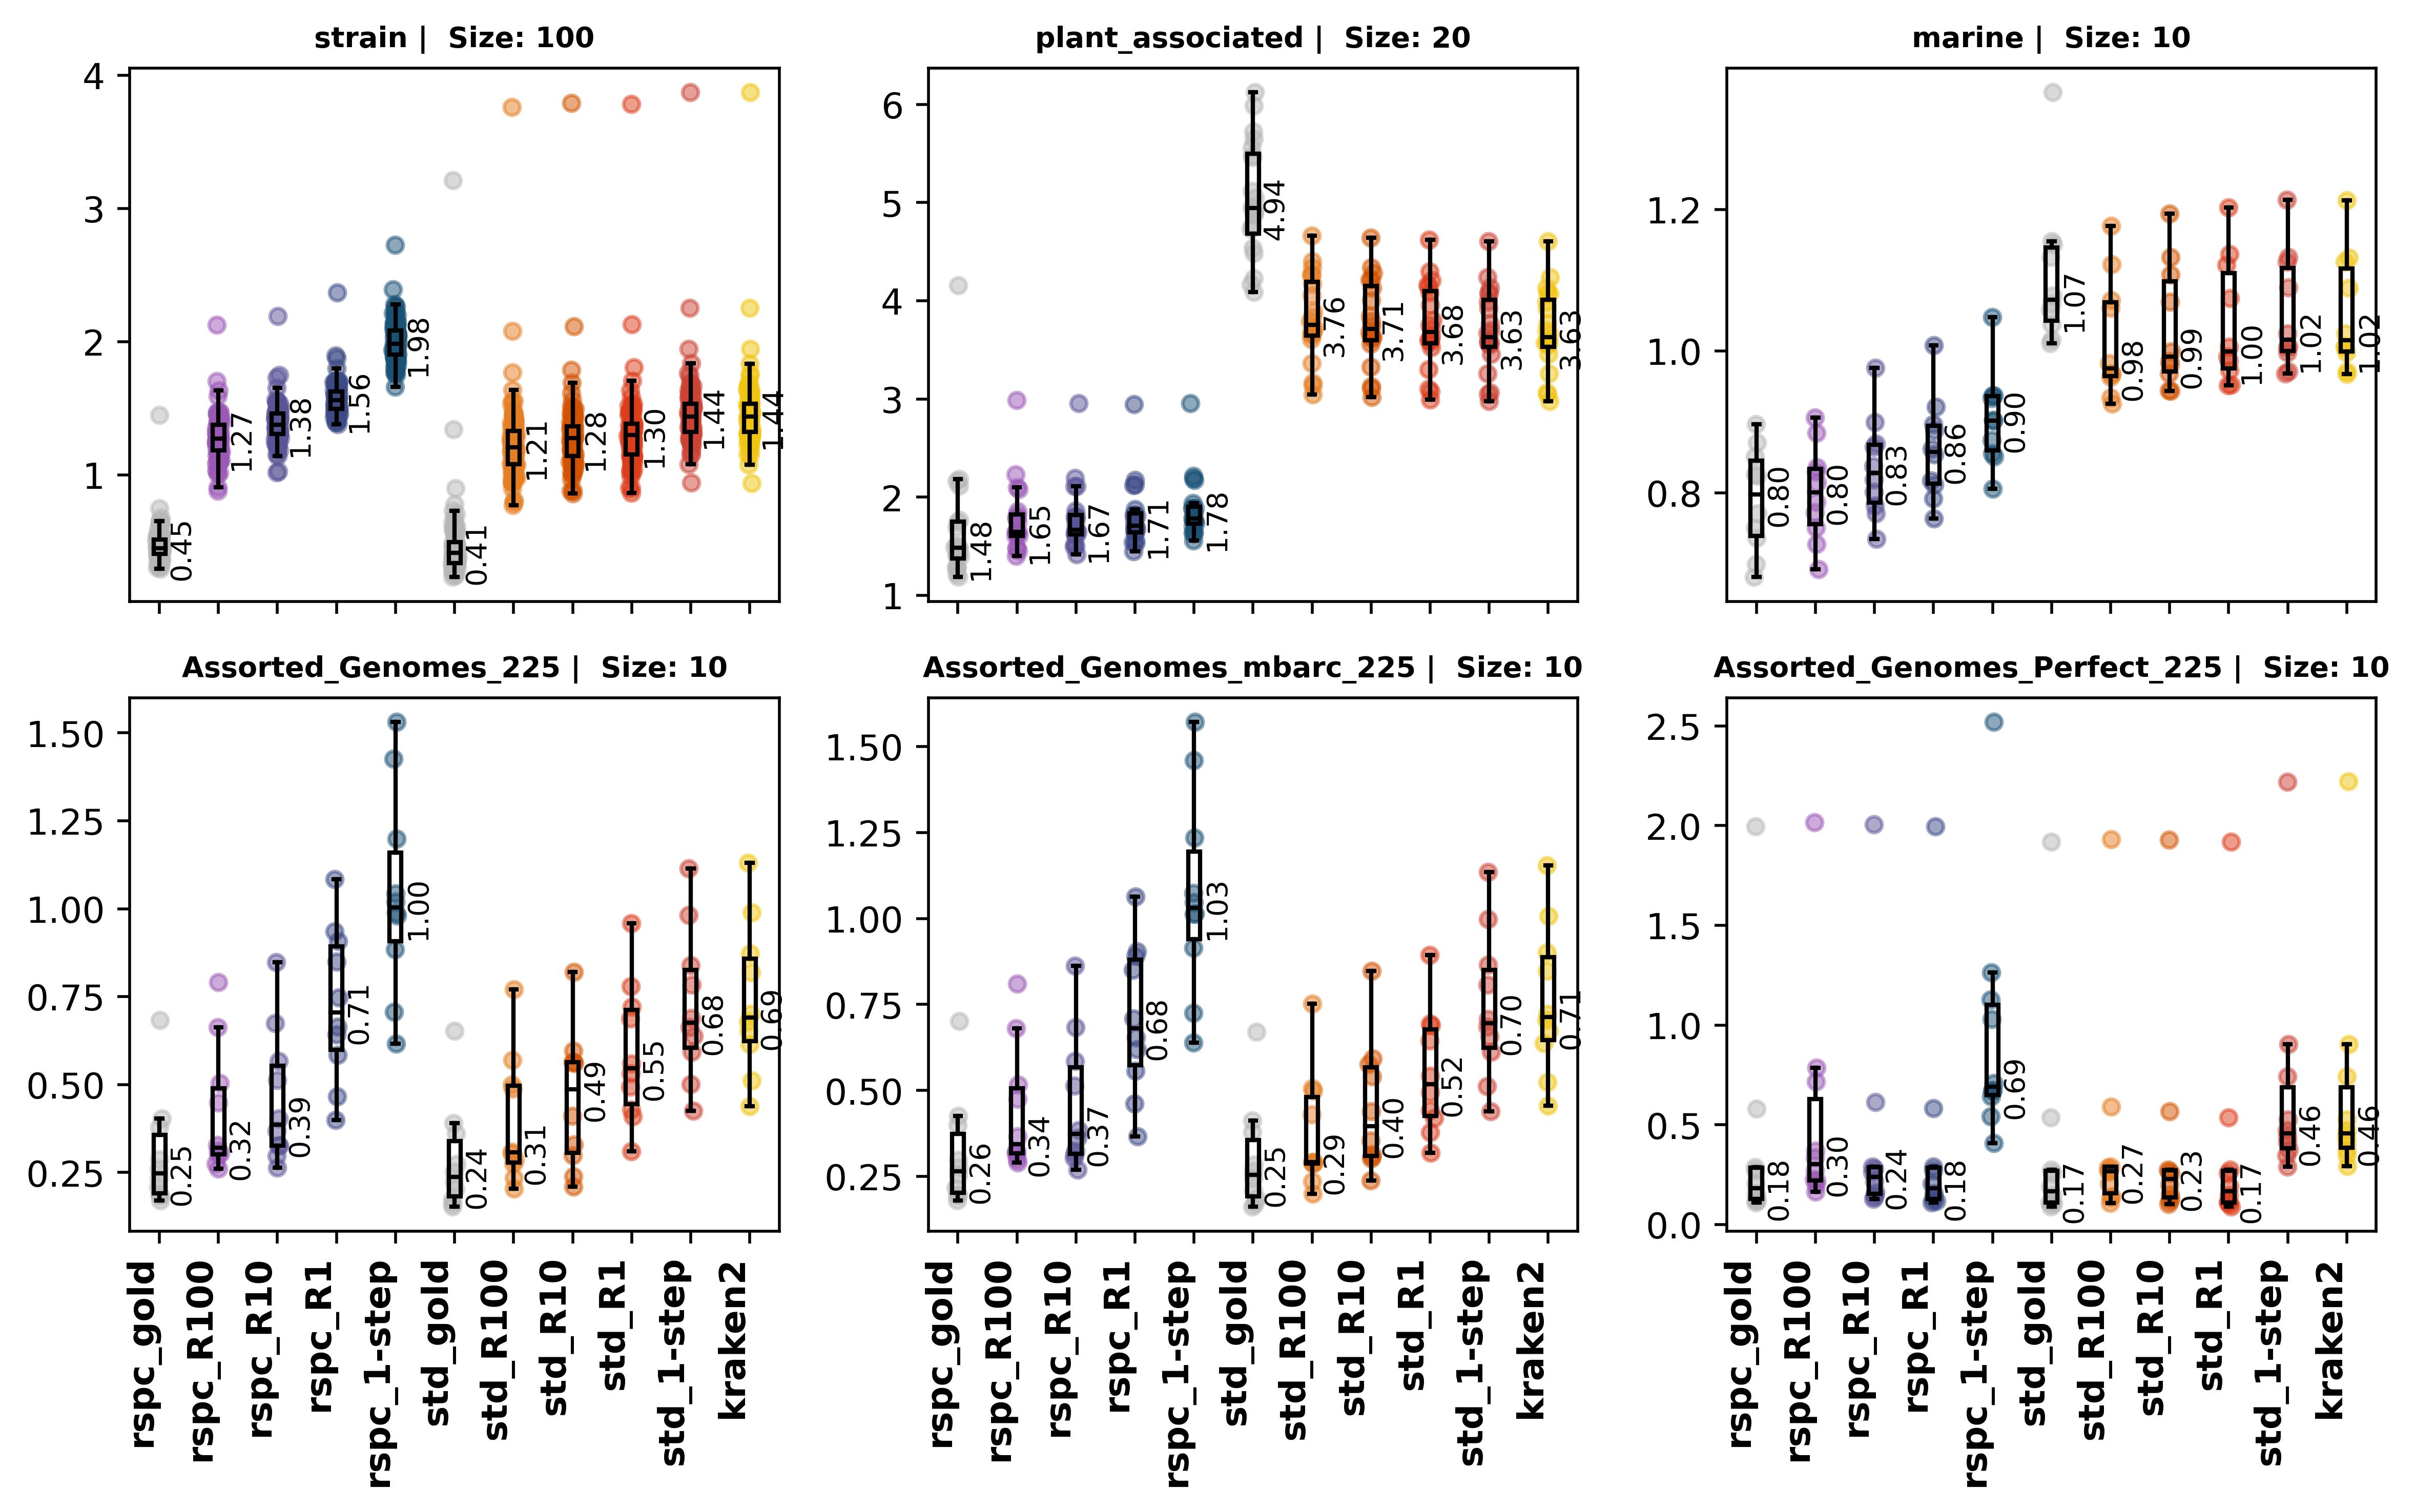 strain |  Size: 100
4
3
2
1
0.45
1.27
1.38
1.56
1.98
0.41
1.21
1.28
1.30
1.44
1.44
plant_associated |  Size: 20
6
5
4
3
2
1
1.48
1.65
1.67
1.71
1.78
4.94
3.76
3.71
3.68
3.63
3.63
marine |  Size: 10
1.2
1.0
0.8
0.80
0.80
0.83
0.86
0.90
1.07
0.98
0.99
1.00
1.02
1.02
Assorted_Genomes_225 |  Size: 10
1.50
1.25
1.00
0.75
0.50
0.25
0.25
0.32
0.39
0.71
1.00
0.24
0.31
0.49
0.55
0.68
0.69
rspc_gold
rspc_R100
rspc_R10
rspc_R1
rspc_1-step
std_gold
std_R100
std_R10
std_R1
std_1-step
kraken2
Assorted_Genomes_mbarc_225 |  Size: 10
1.50
1.25
1.00
0.75
0.50
0.25
0.26
0.34
0.37
0.68
1.03
0.25
0.29
0.40
0.52
0.70
0.71
rspc_gold
rspc_R100
rspc_R10
rspc_R1
rspc_1-step
std_gold
std_R100
std_R10
std_R1
std_1-step
kraken2
Assorted_Genomes_Perfect_225 |  Size: 10
2.5
2.0
1.5
1.0
0.5
0.0
0.18
0.30
0.24
0.18
0.69
0.17
0.27
0.23
0.17
0.46
0.46
rspc_gold
rspc_R100
rspc_R10
rspc_R1
rspc_1-step
std_gold
std_R100
std_R10
std_R1
std_1-step
kraken2